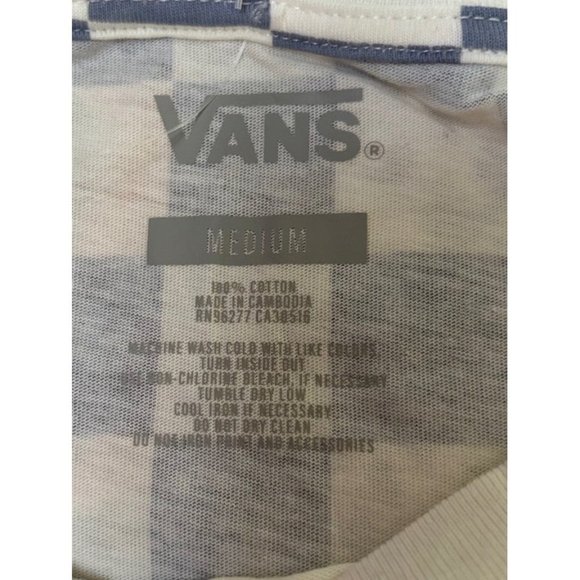 VANS®
MEDIUM
100% COTTON
MADE IN CAMBODIA
RN96277 CA38516
MACHINE WASH COLD WITH LIKE COLORS,
TURN INSIDE OUT
USE NON-CHLORINE BLEACH, IF NECESSARY
TUMBLE DRY LOW
COOL IRON IF NECESSARY
DO NOT DRY CLEAN
DO NOT IRON PRINT AND ACCESSORIES